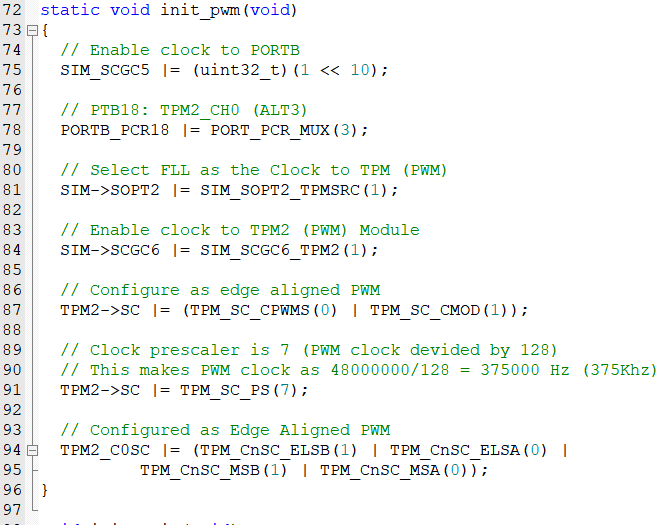 72 static void init_pwm(void)
73 {
74 // Enable clock to PORTB
75 SIM_SCGC5 |= (uint32_t)(1 << 10);
76
77 // PTB18: TPM2_CH0 (ALT3)
78 PORTB_PCR18 |= PORT_PCR_MUX(3);
79
80 // Select FLL as the Clock to TPM (PWM)
81 SIM->SOPT2 |= SIM_SOPT2_TPMSRC(1);
82
83 // Enable clock to TPM2 (PWM) Module
84 SIM->SCGC6 |= SIM_SCGC6_TPM2(1);
85
86 // Configure as edge aligned PWM
87 TPM2->SC |= (TPM_SC_CPWMS(0) | TPM_SC_CMOD(1));
88
89 // Clock prescaler is 7 (PWM clock devided by 128)
90 // This makes PWM clock as 48000000/128 = 375000 Hz (375Khz)
91 TPM2->SC |= TPM_SC_PS(7);
92
93 // Configured as Edge Aligned PWM
94 TPM2_C0SC |= (TPM_CnSC_ELSB(1) | TPM_CnSC_ELSA(0) |
95 TPM_CnSC_MSB(1) | TPM_CnSC_MSA(0));
96 }
97